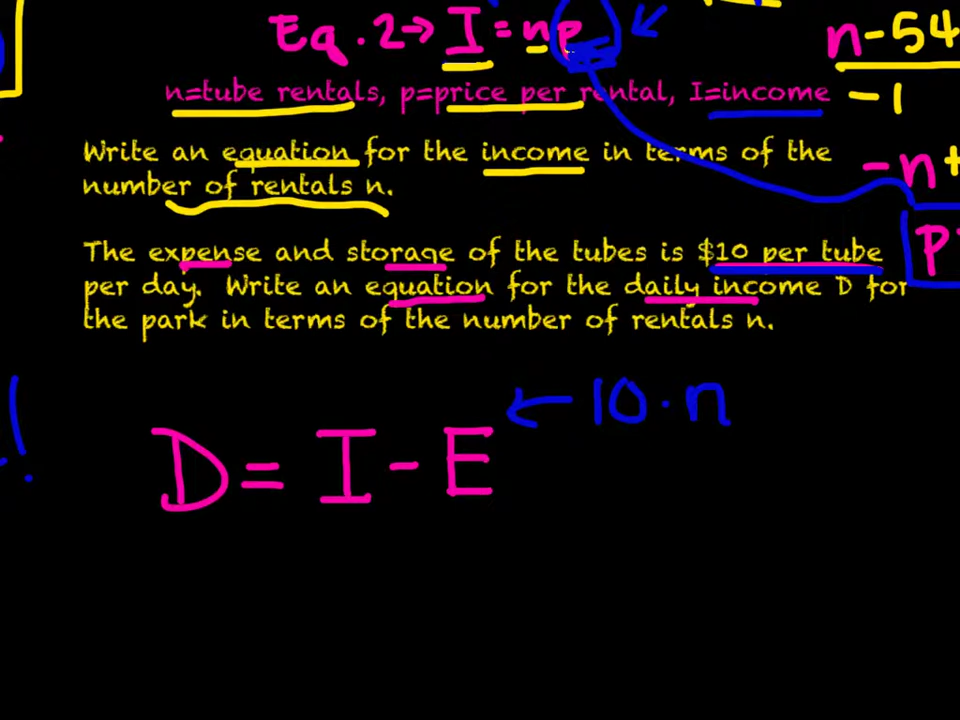 Eq. 2→ I = np
n-54
n=tube rentals, p=price per rental, I=income
-1
Write an equation for the income in terms of the
number of rentals n.
-n+
p
The expense and storage of the tubes is $10 per tube
per day. Write an equation for the daily income D for
the park in terms of the number of rentals n.
! ←10·n
D = I - E